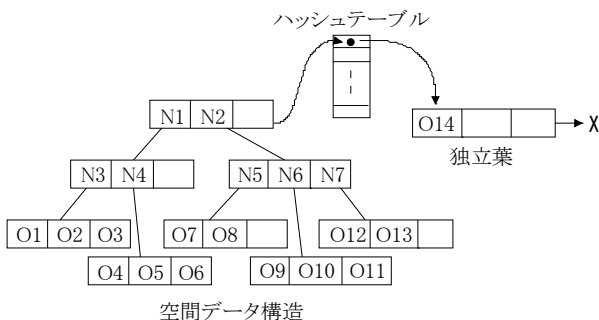 ハッシュテーブル
N1 N2
O14
X
独立葉
N3 N4
N5 N6 N7
O1 O2 O3
O7 O8
O12 O13
O4 O5 O6
O9 O10 O11
空間データ構造